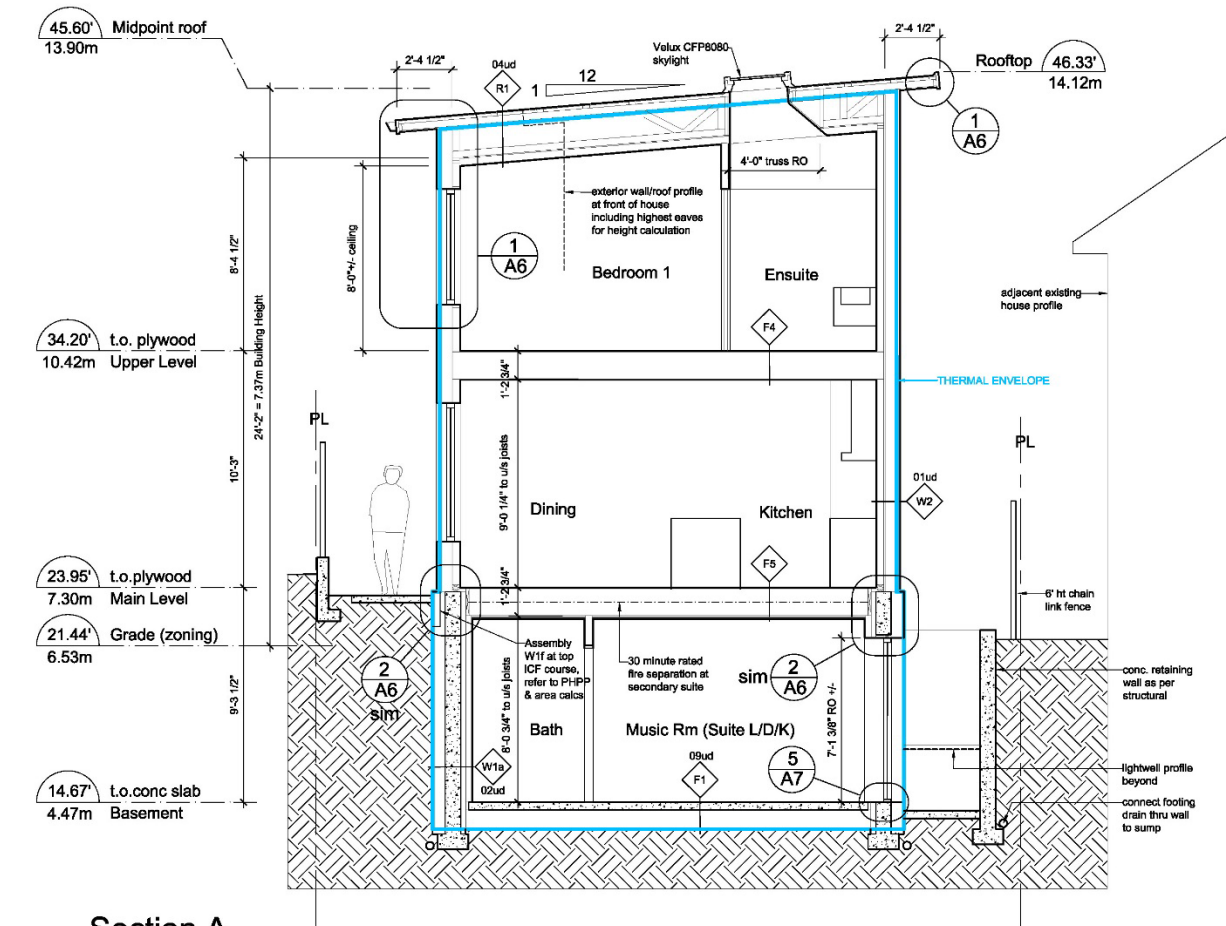 45.60' Midpoint roof
13.90m
2'-4 1/2"
04ud
R1
1
12
Velux CFP8080
skylight
2'-4 1/2"
Rooftop 46.33'
14.12m
1
A6
4'-0" truss RO
exterior wall/roof profile
at front of house
including highest eaves
for height calculation
1
A6
8'-4 1/2"
8'-0"+/- ceiling
Bedroom 1
Ensuite
adjacent existing
house profile
34.20' t.o. plywood
10.42m Upper Level
F4
24'-2" = 7.37m Building Height
1'-2 3/4"
THERMAL ENVELOPE
PL
PL
10'-3"
9'-0 1/4" to u/s joists
01ud
W2
Dining
Kitchen
23.95' t.o.plywood
7.30m Main Level
F5
1'-2 3/4"
6' ht chain
link fence
21.44' Grade (zoning)
6.53m
2
A6
sim
Assembly
W1f at top
ICF course,
refer to PHPP
& area calcs
30 minute rated
fire separation at
secondary suite
sim
2
A6
conc. retaining
wall as per
structural
9'-3 1/2"
8'-0 3/4" to u/s joists
7'-1 3/8" RO +/-
Bath
Music Rm (Suite L/D/K)
W1a
02ud
09ud
F1
5
A7
lightwell profile
beyond
14.67' t.o.conc slab
4.47m Basement
connect footing
drain thru wall
to sump
Section A